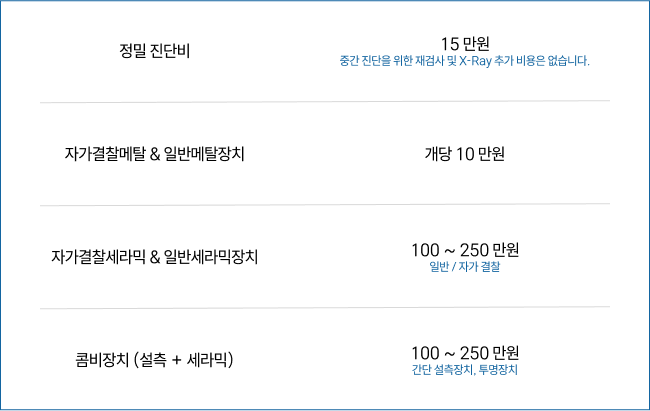 정밀 진단비
15 만원
중간 진단을 위한 재검사 및 X-Ray 추가 비용은 없습니다.
자가결찰메탈 & 일반메탈장치
개당 10 만원
자가결찰세라믹 & 일반세라믹장치
100 ~ 250 만원
일반 / 자가 결찰
콤비장치 (설측 + 세라믹)
100 ~ 250 만원
간단 설측장치, 투명장치